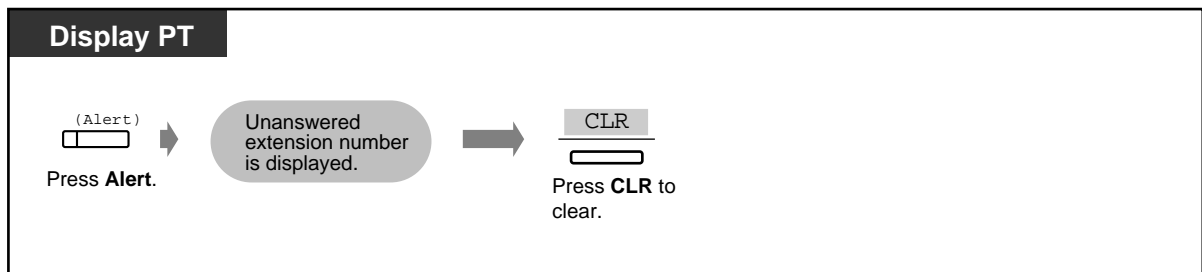 Display PT
(Alert)
Press Alert.
Unanswered
extension number
is displayed.
CLR
Press CLR to
clear.